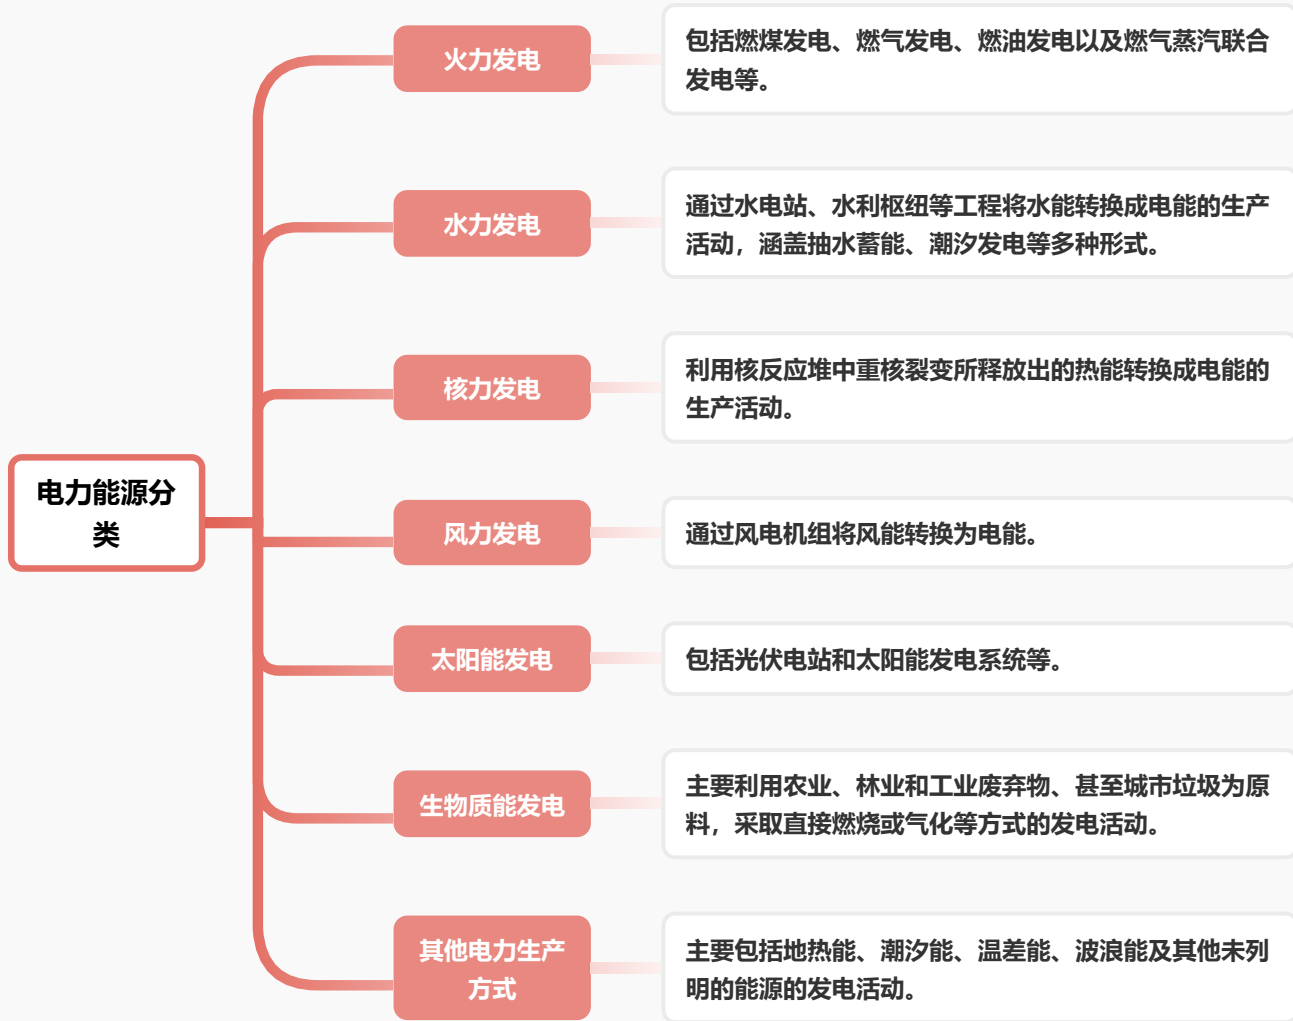 电力能源分
类
火力发电
包括燃煤发电、燃气发电、燃油发电以及燃气蒸汽联合
发电等。
水力发电
通过水电站、水利枢纽等工程将水能转换成电能的生产
活动，涵盖抽水蓄能、潮汐发电等多种形式。
核力发电
利用核反应堆中重核裂变所释放出的热能转换成电能的
生产活动。
风力发电
通过风电机组将风能转换为电能。
太阳能发电
包括光伏电站和太阳能发电系统等。
生物质能发电
主要利用农业、林业和工业废弃物、甚至城市垃圾为原
料，采取直接燃烧或气化等方式的发电活动。
其他电力生产
方式
主要包括地热能、潮汐能、温差能、波浪能及其他未列
明的能源的发电活动。